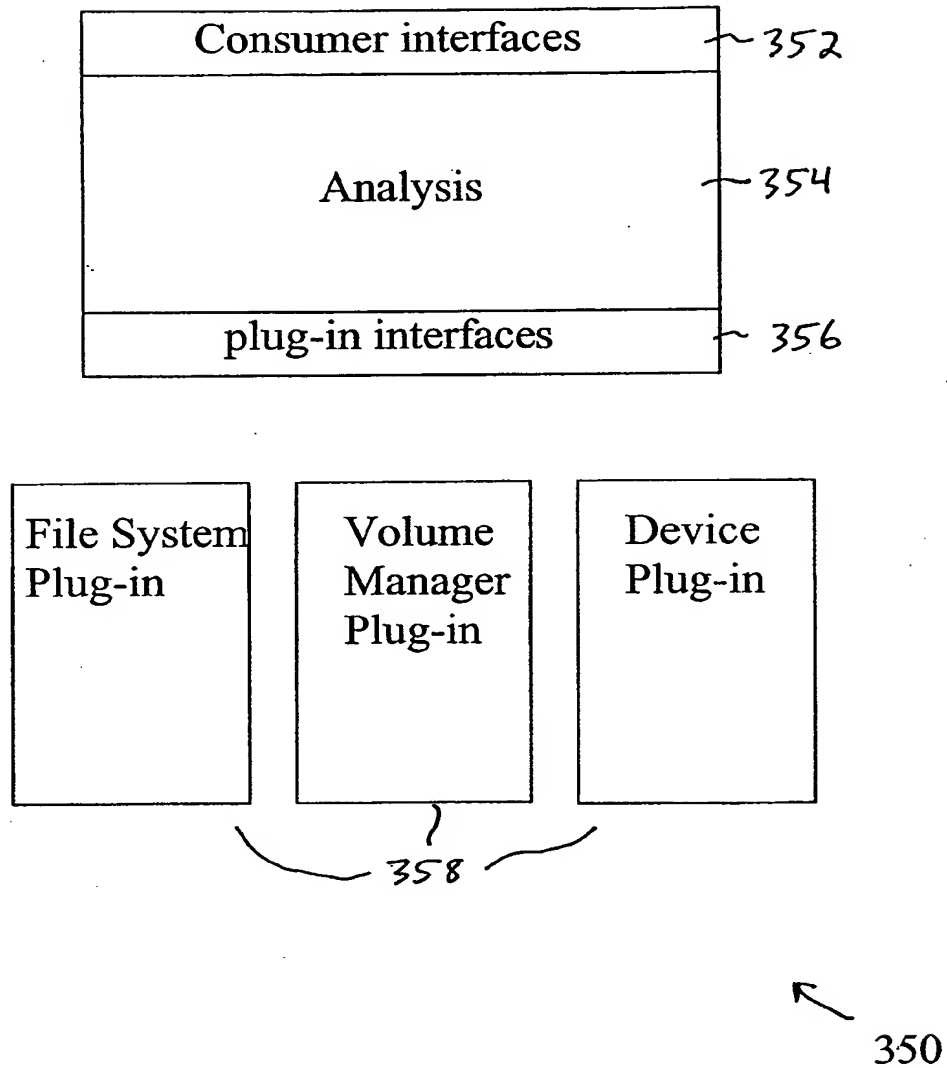 Consumer interfaces 352
Analysis 354
plug-in interfaces 356
File System
Plug-in
Volume
Manager
Plug-in
Device
Plug-in
358
350